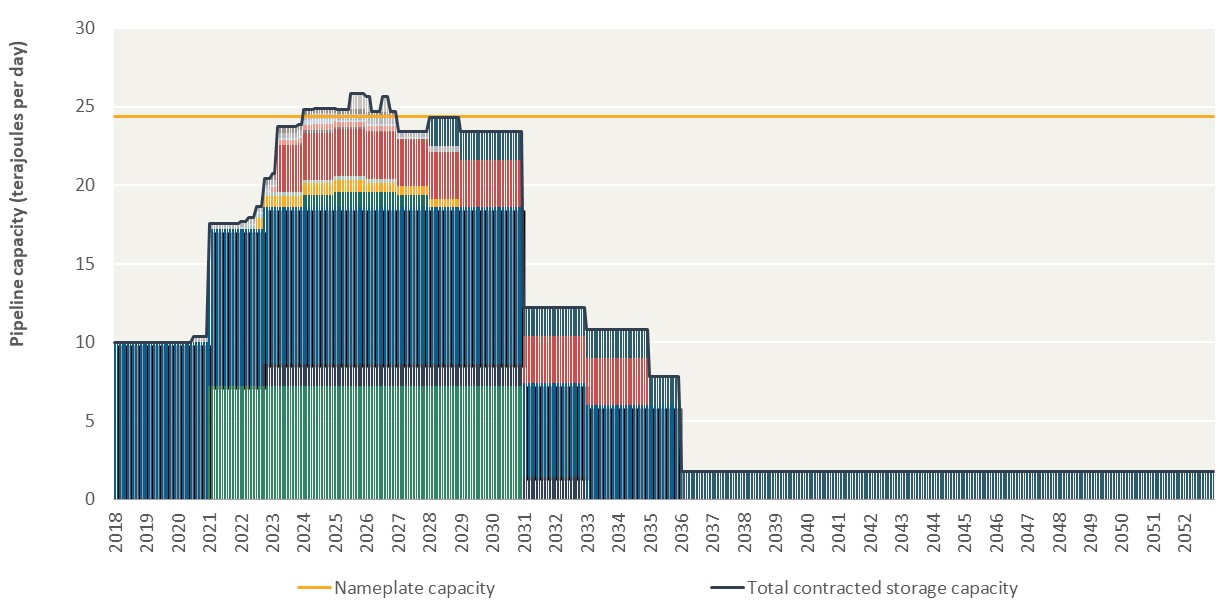 Pipeline capacity (terajoules per day)
30
25
20
15
10
5
0
2018 2019 2020 2021 2022 2023 2024 2025 2026 2027 2028 2029 2030 2031 2032 2033 2034 2035 2036 2037 2038 2039 2040 2041 2042 2043 2044 2045 2046 2047 2048 2049 2050 2051 2052
Nameplate capacity Total contracted storage capacity